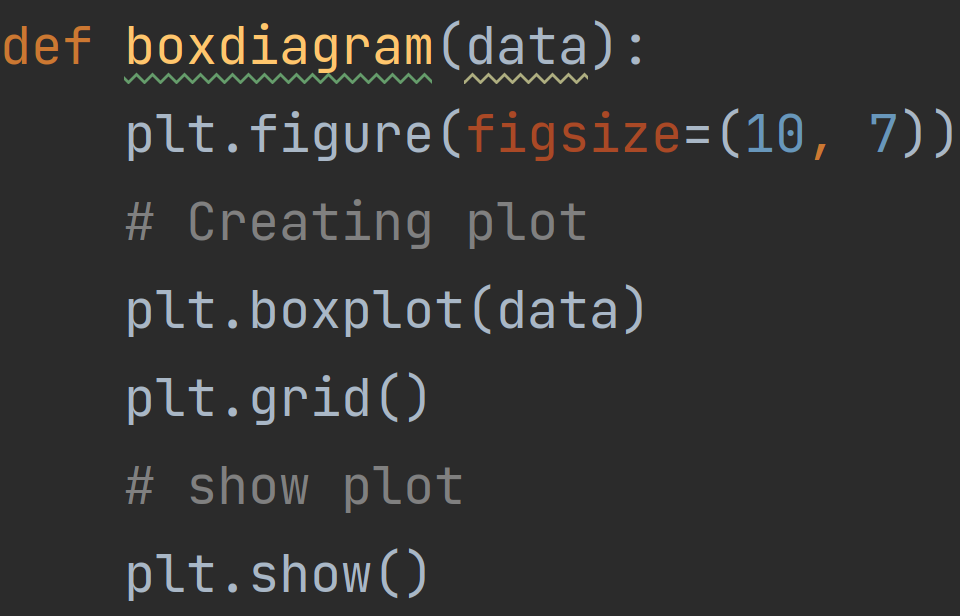 def boxdiagram(data):
    plt.figure(figsize=(10, 7))
    # Creating plot
    plt.boxplot(data)
    plt.grid()
    # show plot
    plt.show()